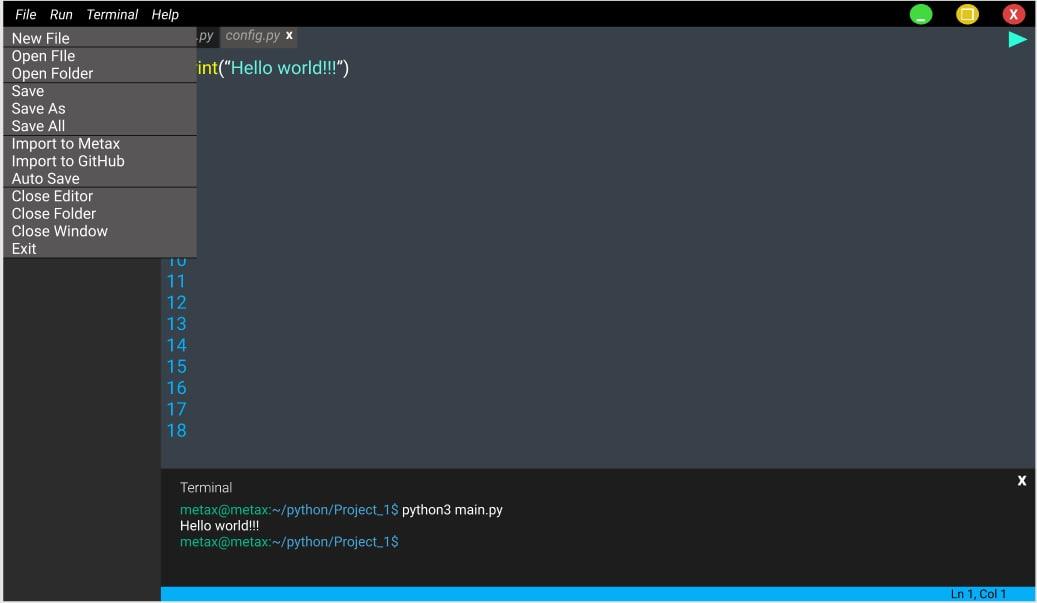 File Run Terminal Help
X
New File
Open FIle
Open Folder
Save
Save As
Save All
Import to Metax
Import to GitHub
Auto Save
Close Editor
Close Folder
Close Window
Exit
.py config.py x
int(“Hello world!!!”)
10
11
12
13
14
15
16
17
18
Terminal x
metax@metax:~/python/Project_1$ python3 main.py
Hello world!!!
metax@metax:~/python/Project_1$
Ln 1, Col 1